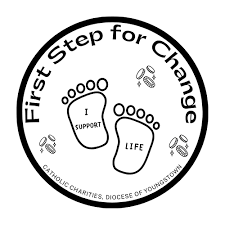 First Step for Change
I
SUPPORT
LIFE
CATHOLIC CHARITIES, DIOCESE OF YOUNGSTOWN